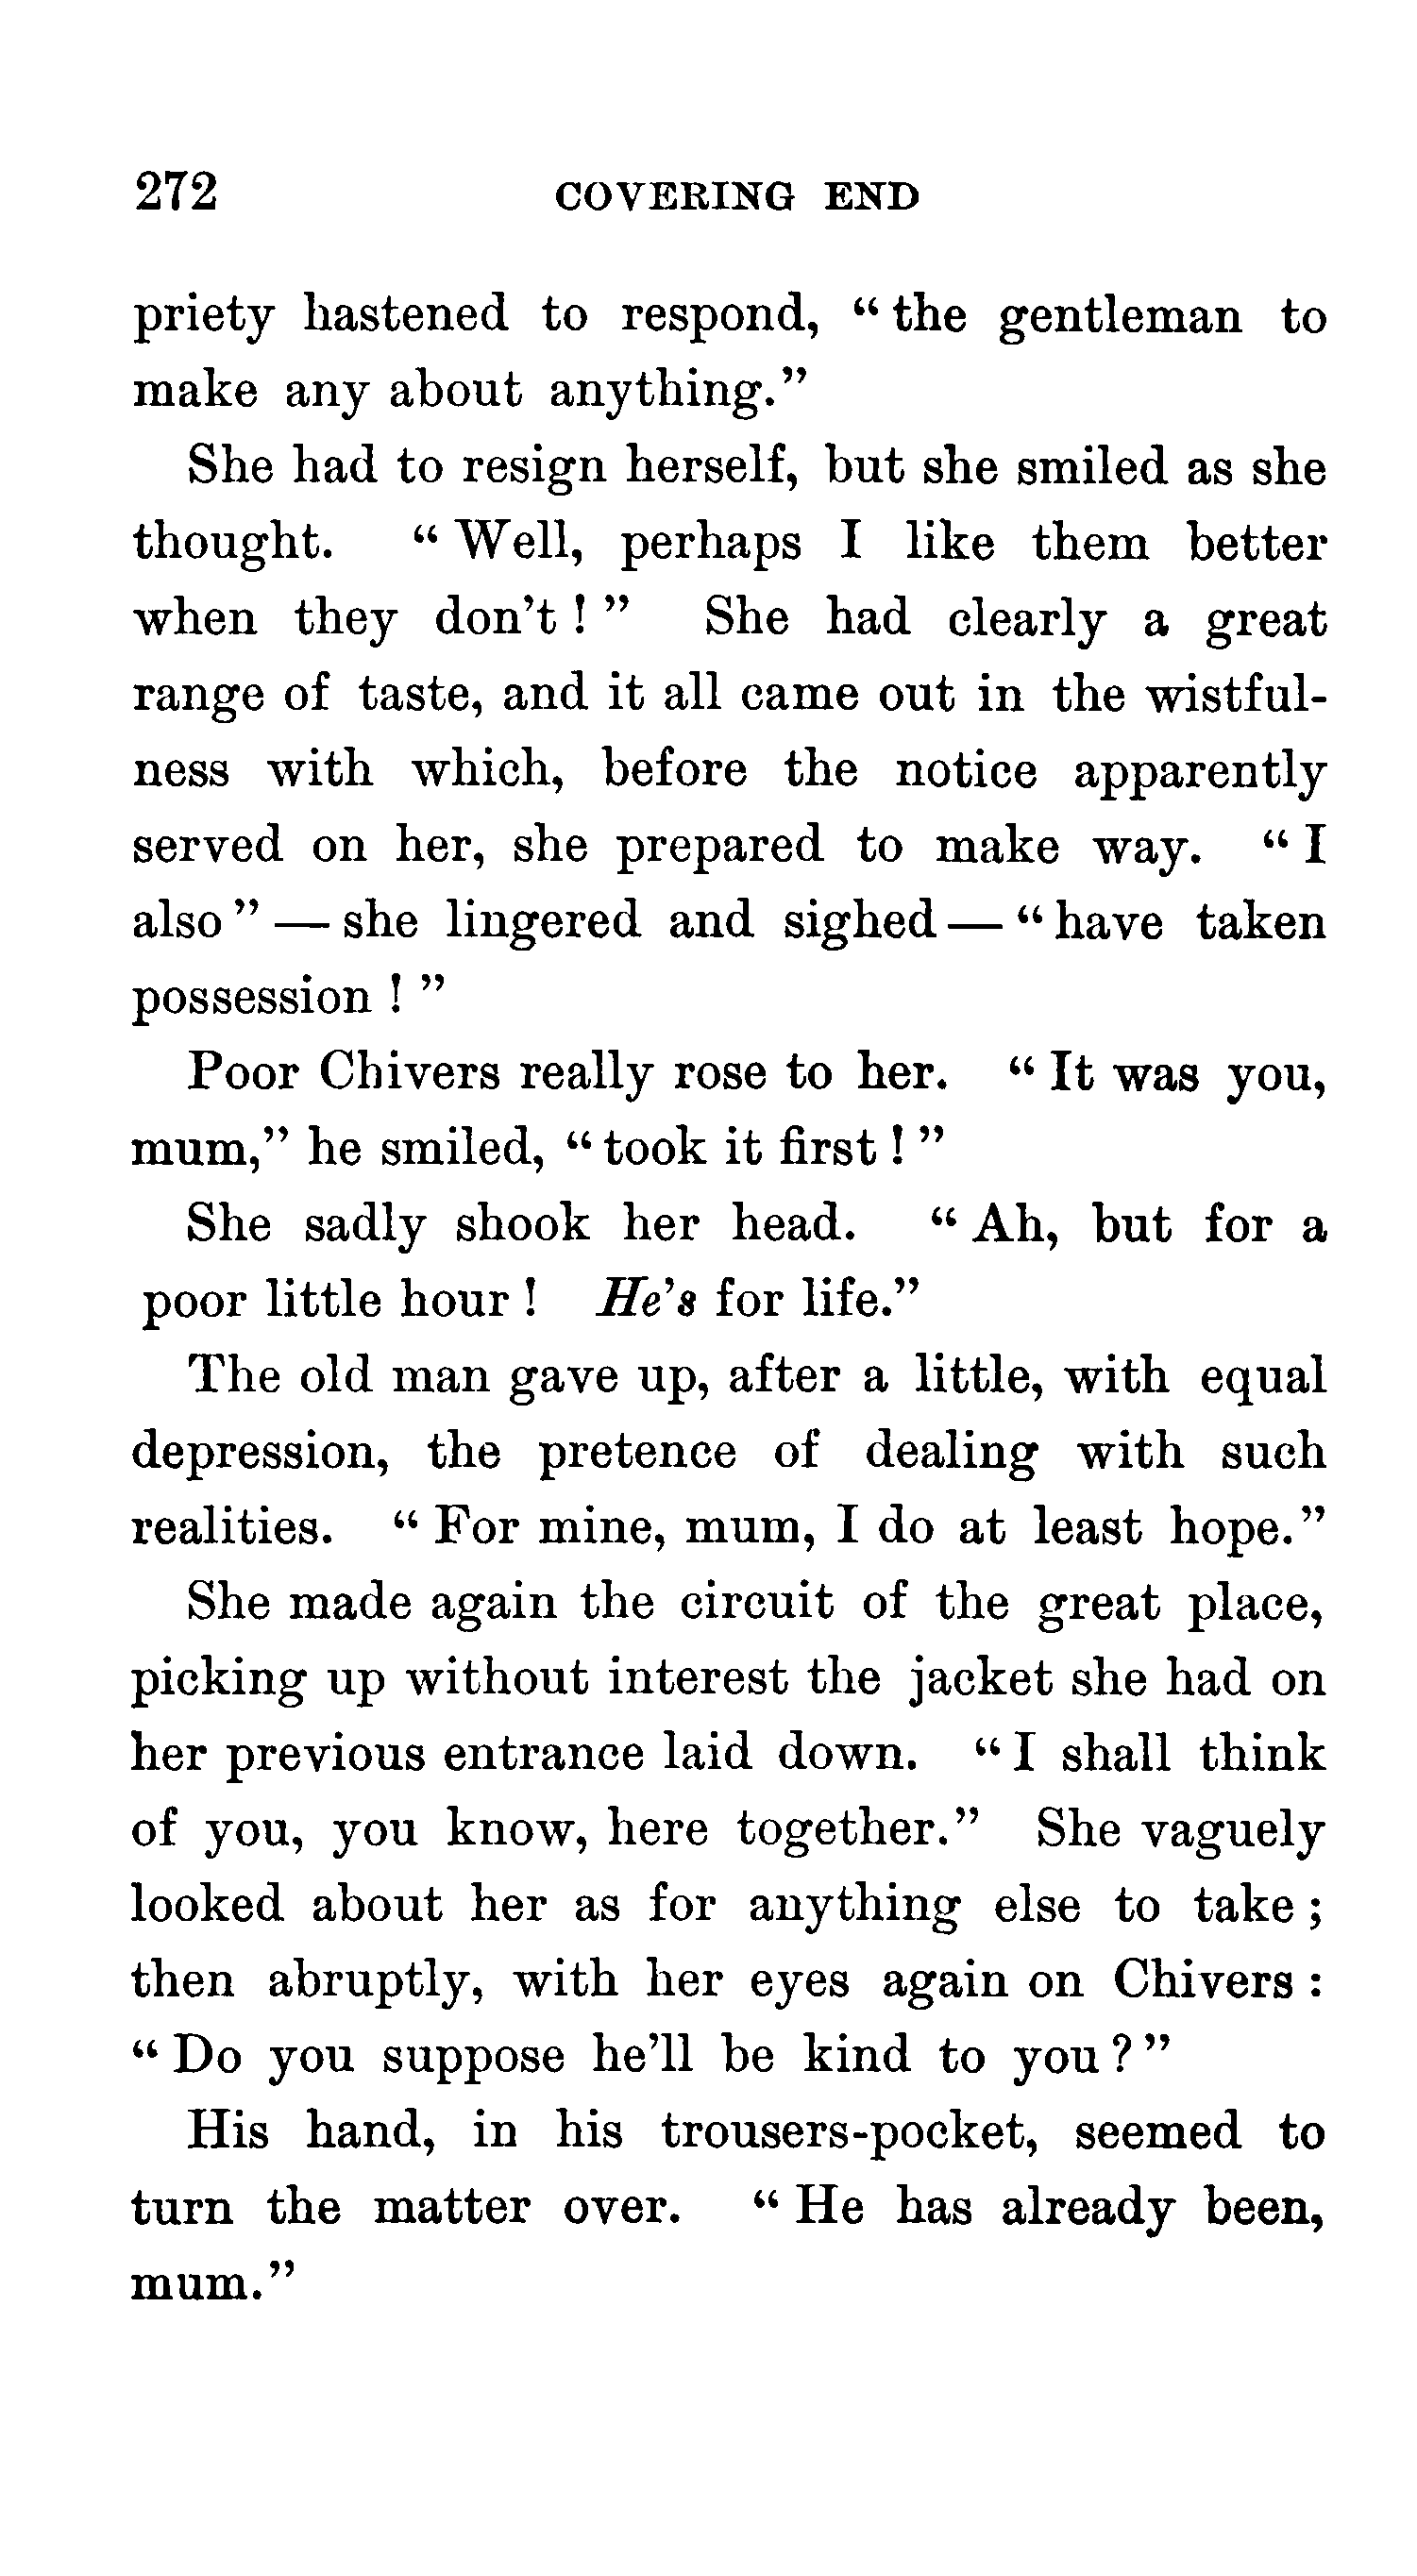 272 COVERING END
priety hastened to respond, “ the gentleman to
make any about anything.”
She had to resign herself, but she smiled as she
thought. “ Well, perhaps I like them better
when they don’t ! ” She had clearly a great
range of taste, and it all came out in the wistful-
ness with which, before the notice apparently
served on her, she prepared to make way. “ I
also ” — she lingered and sighed — “ have taken
possession ! ”
Poor Chivers really rose to her. “ It was you,
mum,” he smiled, “ took it first ! ”
She sadly shook her head. “ Ah, but for a
poor little hour ! He’s for life.”
The old man gave up, after a little, with equal
depression, the pretence of dealing with such
realities. “ For mine, mum, I do at least hope.”
She made again the circuit of the great place,
picking up without interest the jacket she had on
her previous entrance laid down. “ I shall think
of you, you know, here together.” She vaguely
looked about her as for anything else to take ;
then abruptly, with her eyes again on Chivers :
“ Do you suppose he’ll be kind to you ? ”
His hand, in his trousers-pocket, seemed to
turn the matter over. “ He has already been,
mum.”